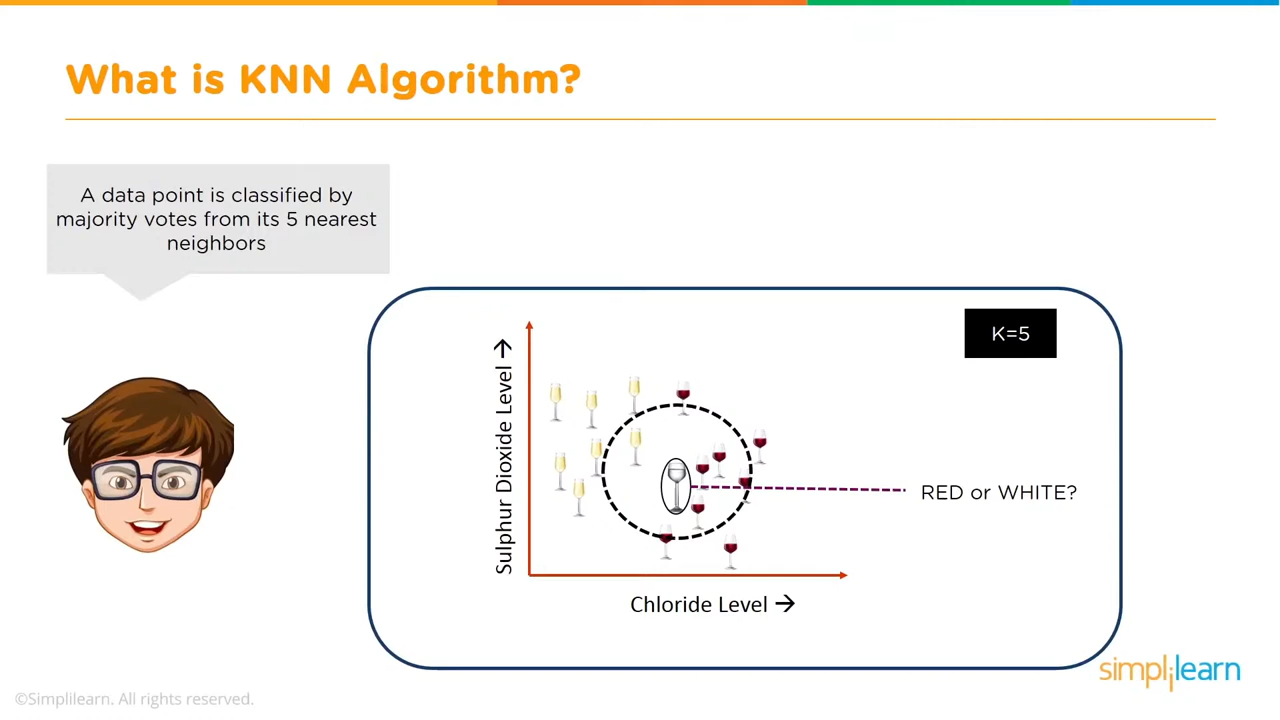 What is KNN Algorithm?
A data point is classified by
majority votes from its 5 nearest
neighbors
K=5
Sulphur Dioxide Level →
RED or WHITE?
Chloride Level →
simplilearn
©Simplilearn. All rights reserved.